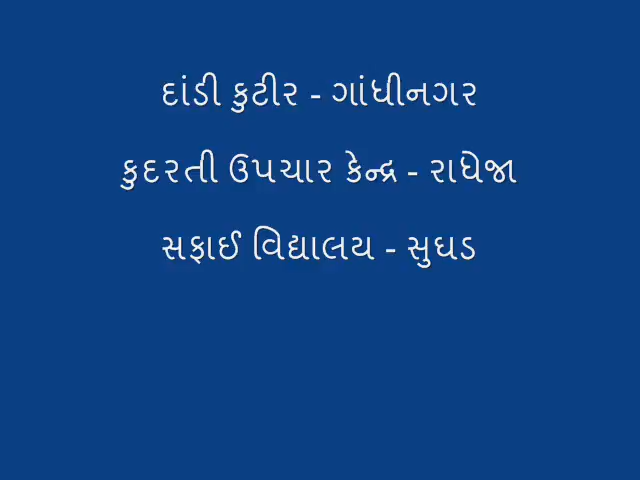 દાંડી કુટીર - ગાંધીનગર
કુદરતી ઉપચાર કેન્દ્ર - રાધેજા
સફાઈ વિદ્યાલય - સુઘડ